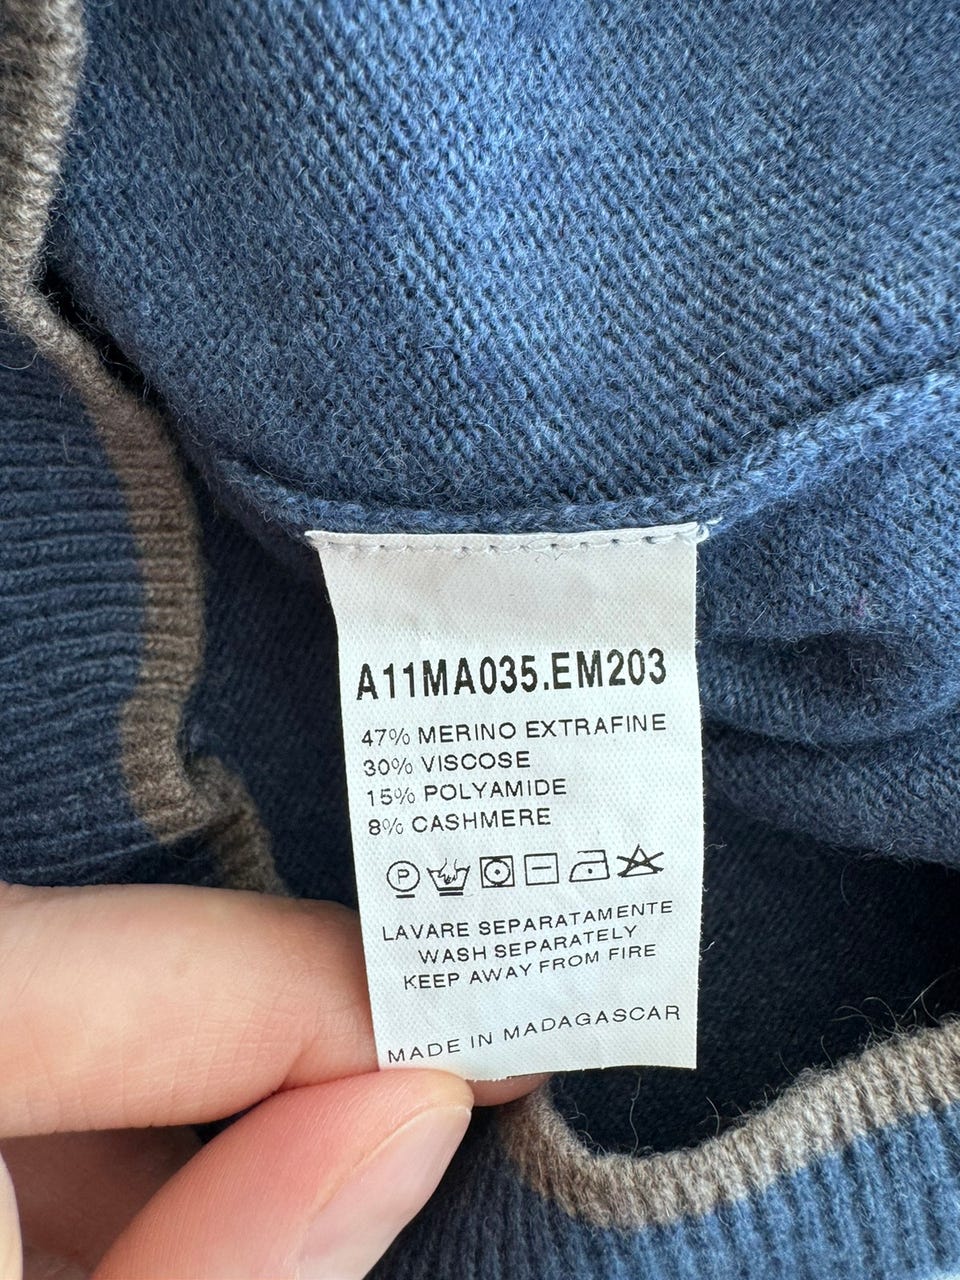 A11MA035.EM203
47% MERINO EXTRAFINE
30% VISCOSE
15% POLYAMIDE
8% CASHMERE
P
LAVARE SEPARATAMENTE
WASH SEPARATELY
KEEP AWAY FROM FIRE
MADE IN MADAGASCAR